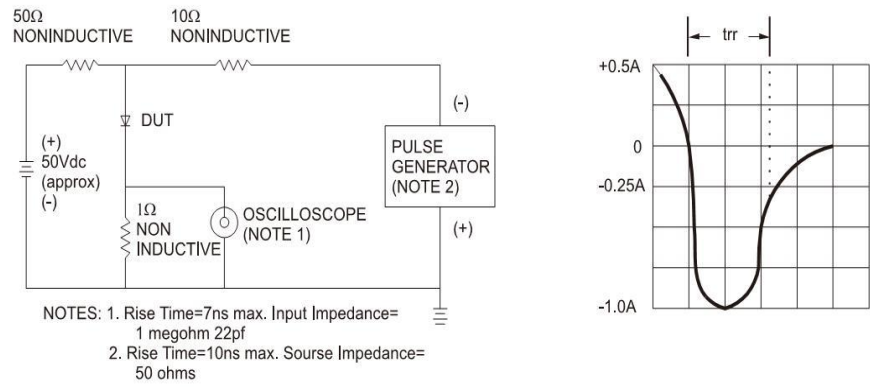 50Ω
NONINDUCTIVE
10Ω
NONINDUCTIVE
DUT
(+)
50Vdc
(approx)
(-)
1Ω
NON
INDUCTIVE
OSCILLOSCOPE
(NOTE 1)
(-)
PULSE
GENERATOR
(NOTE 2)
(+)
NOTES: 1. Rise Time=7ns max. Input Impedance=
1 megohm 22pf
2. Rise Time=10ns max. Sourse Impedance=
50 ohms
trr
+0.5A
0
-0.25A
-1.0A